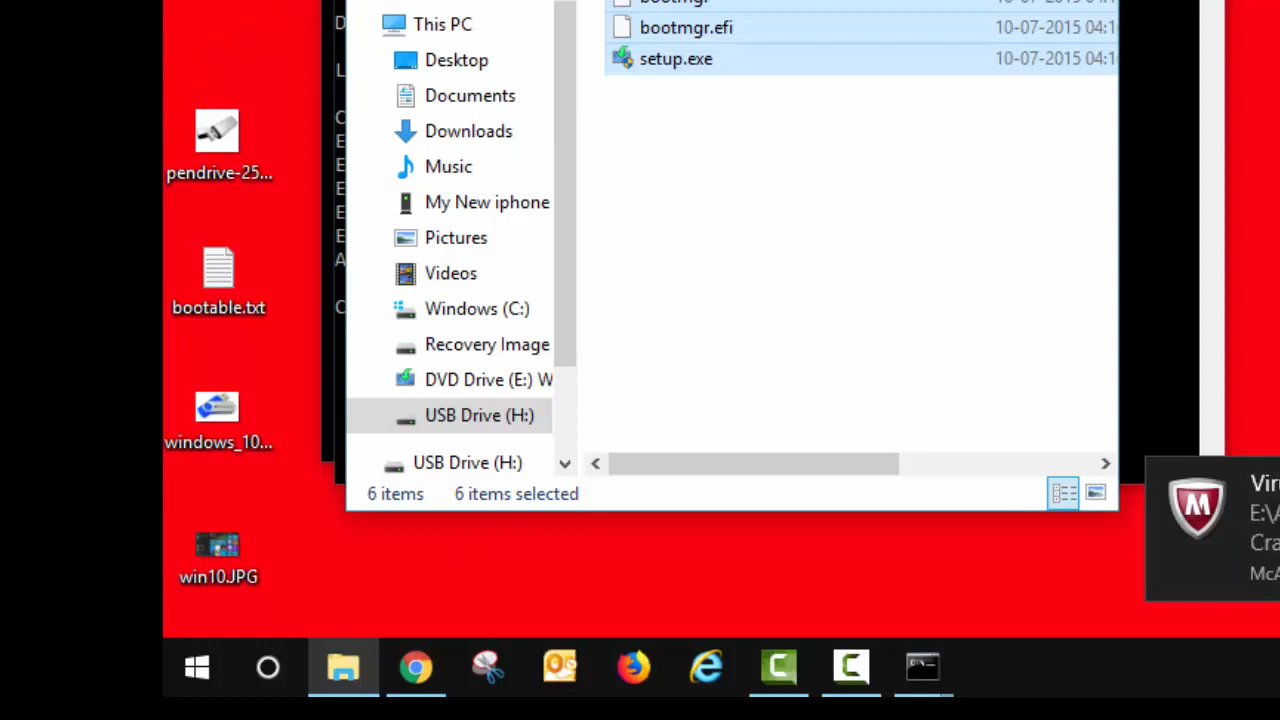 bootmgr
bootmgr.efi 10-07-2015 04:1
setup.exe 10-07-2015 04:1
This PC
Desktop
Documents
Downloads
Music
My New iphone
Pictures
Videos
Windows (C:)
Recovery Image
DVD Drive (E:) W
USB Drive (H:)
USB Drive (H:)
6 items 6 items selected
pendrive-25...
bootable.txt
windows_10...
win10.JPG
D
L
C
E
E
E
E
E
A
C
Viru
E:\A
Cra
McA